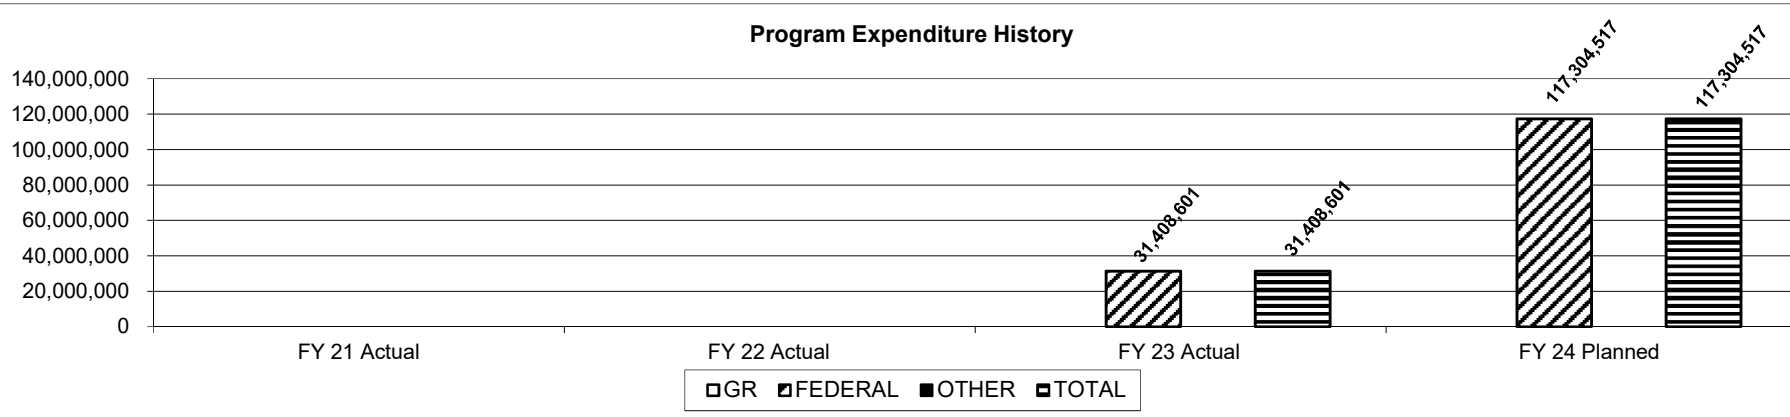 Program Expenditure History
140,000,000
120,000,000
100,000,000
80,000,000
60,000,000
40,000,000
20,000,000
0
31,408,601
31,408,601
117,304,517
117,304,517
FY 21 Actual
FY 22 Actual
FY 23 Actual
FY 24 Planned
GR FEDERAL OTHER TOTAL